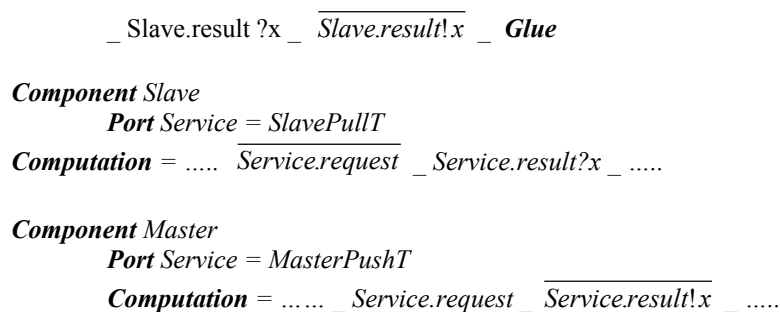 _ Slave.result ?x _ Slave.result!x _ Glue
Component Slave
Port Service = SlavePullT
Computation = ..... Service.request _ Service.result?x _ .....
Component Master
Port Service = MasterPushT
Computation = ... ... _ Service.request _ Service.result!x _ .....